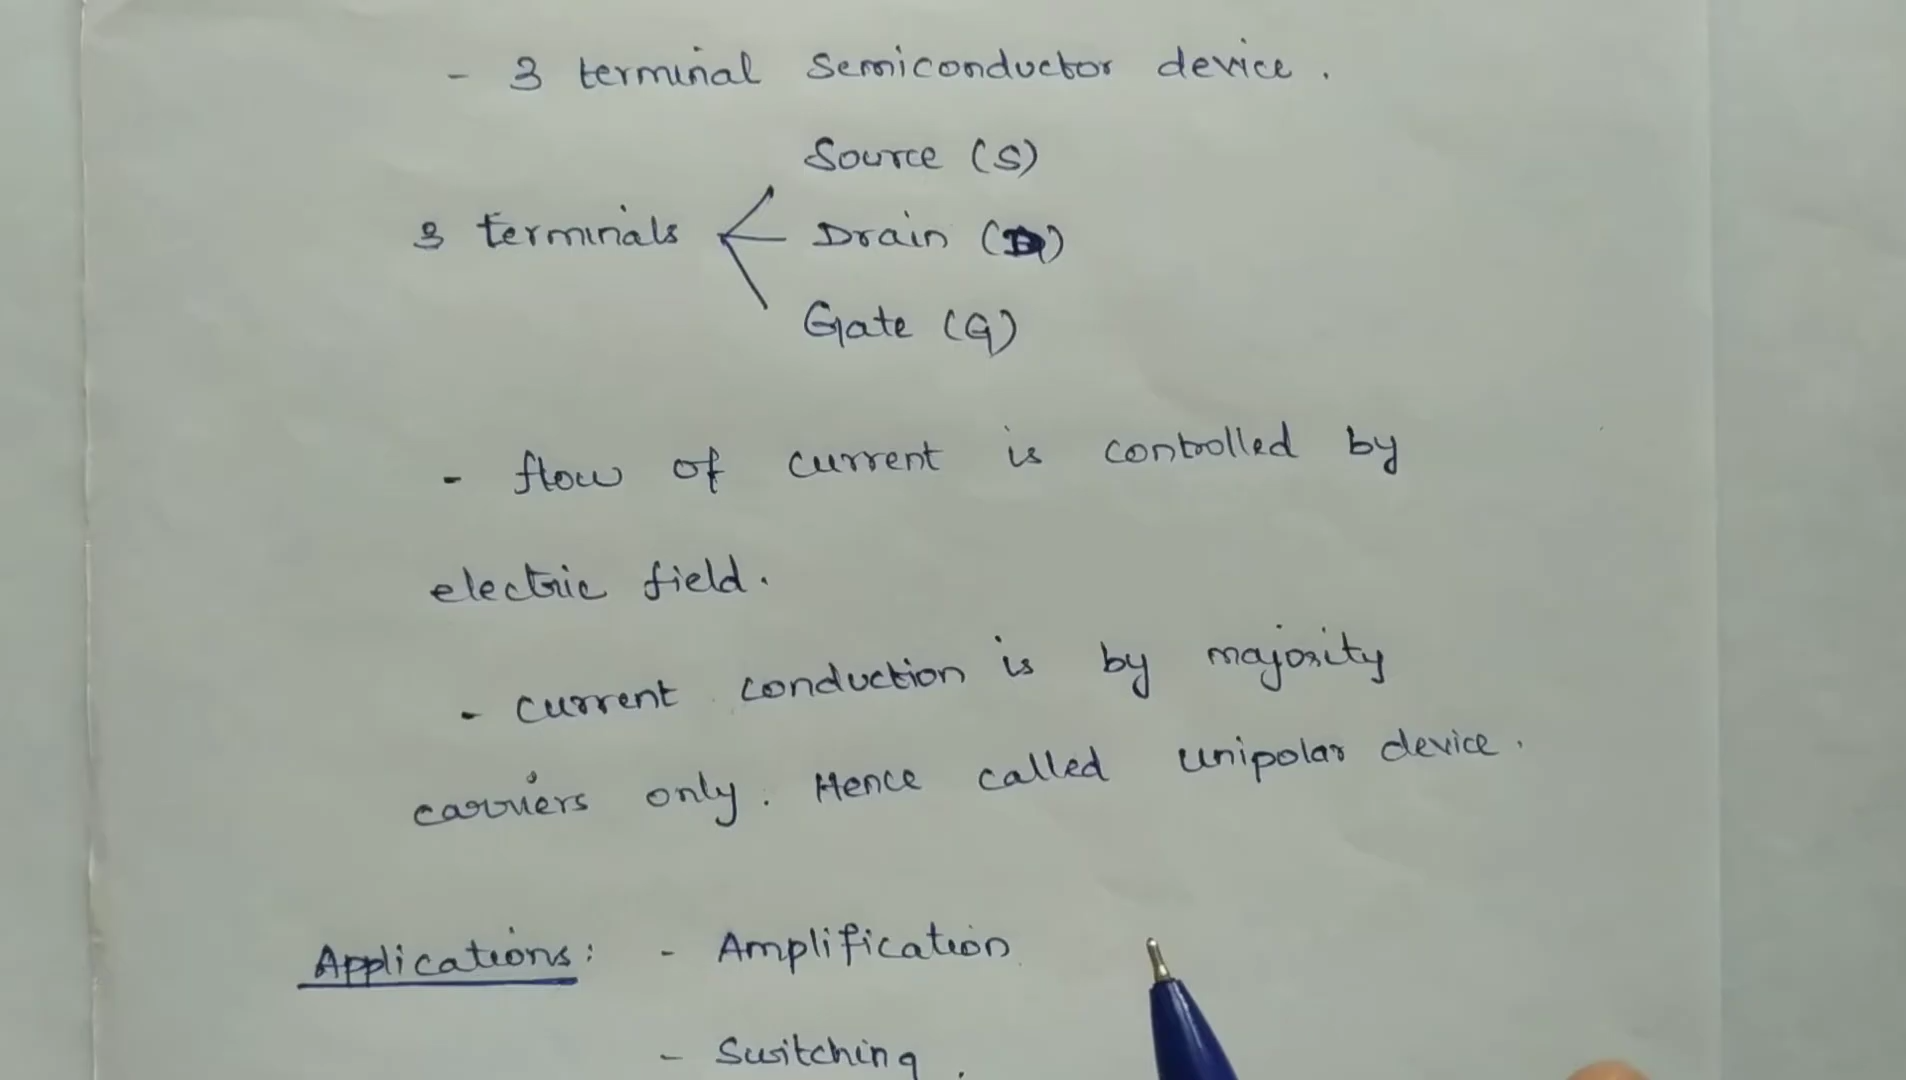 - 3 terminal semiconductor device.
Source (S)
3 terminals
Drain (D)
Gate (G)
- flow of current is controlled by
electric field.
- current conduction is by majority
carriers only. Hence called unipolar device.
Applications: - Amplification
- Switching.